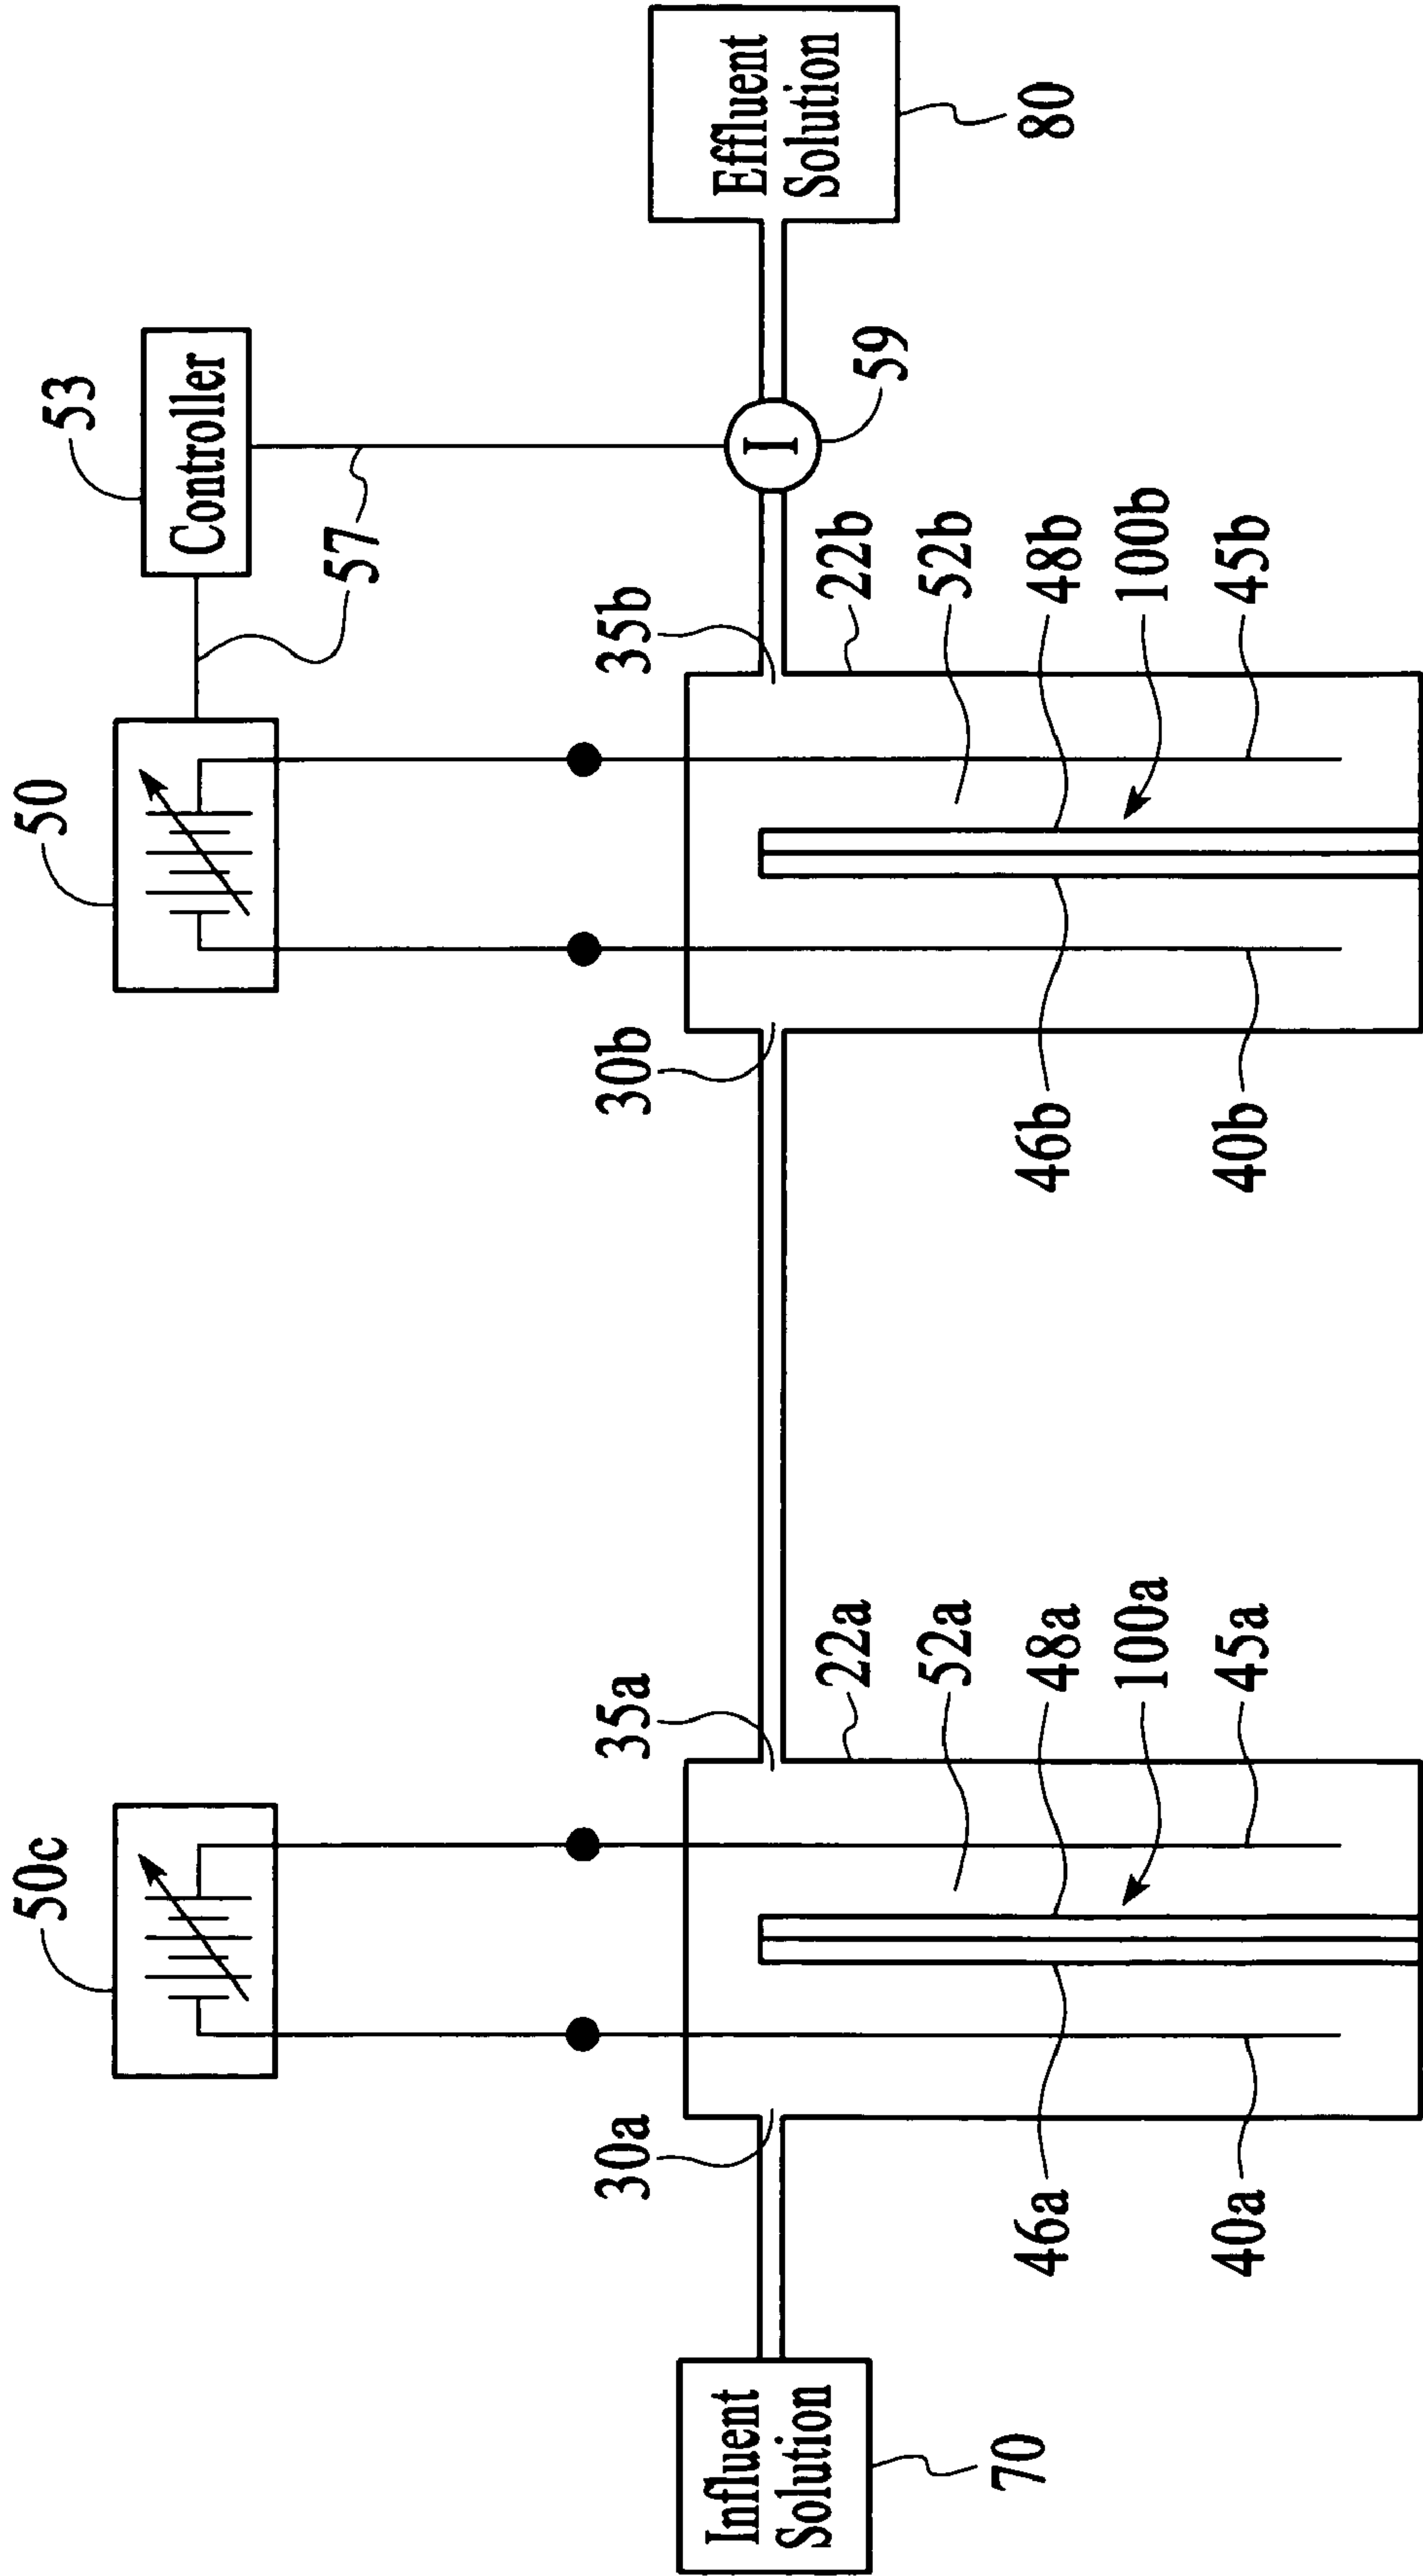 50c
50
53
Controller
57
30a
35a
30b
35b
59
Influent
Solution
70
22a
52a
48a
100a
45a
46a
40a
22b
52b
48b
100b
45b
46b
40b
I
Effluent
Solution
80